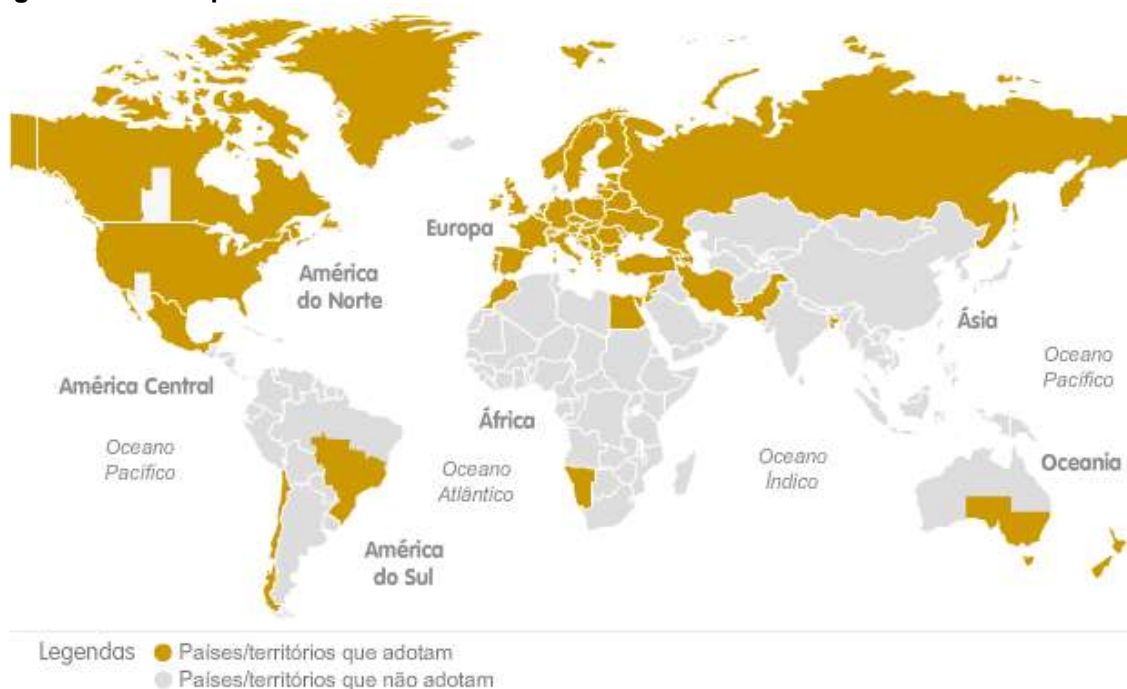 Europa
América
do Norte
Ásia
Oceano
Pacífico
América Central
África
Oceano
Pacífico
Oceano
Atlântico
Oceano
Índico
Oceania
América
do Sul
Legendas
Países/territórios que adotam
Países/territórios que não adotam